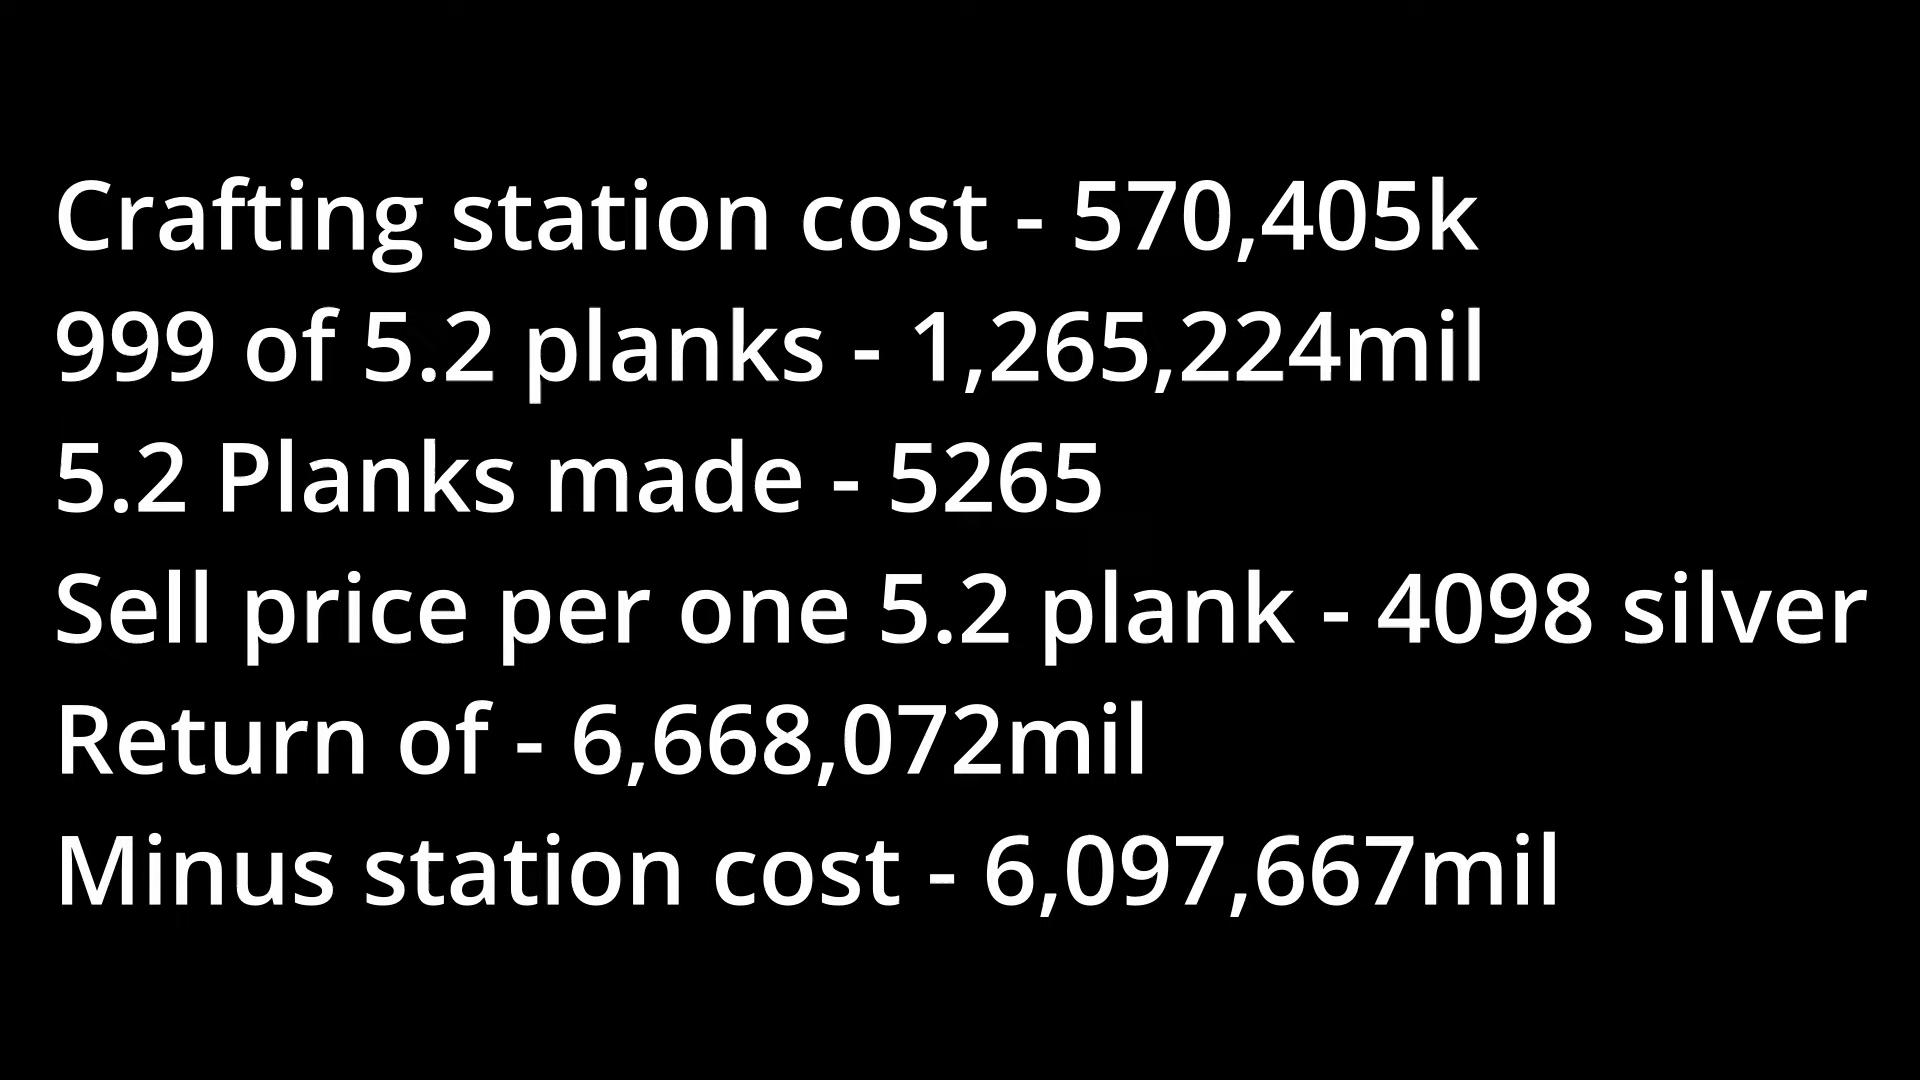 Crafting station cost - 570,405k
999 of 5.2 planks - 1,265,224mil
5.2 Planks made - 5265
Sell price per one 5.2 plank - 4098 silver
Return of - 6,668,072mil
Minus station cost - 6,097,667mil